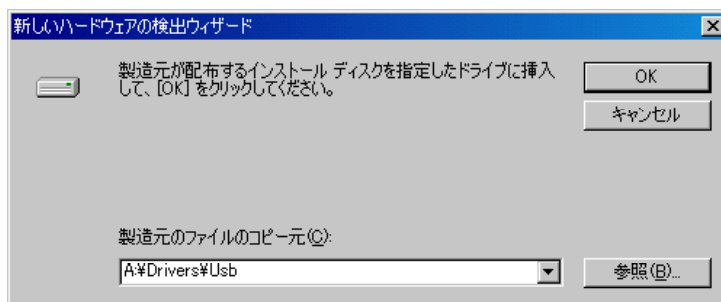 新しいハードウェアの検出ウィザード
製造元が配布するインストール ディスクを指定したドライブに挿入
して、[OK] をクリックしてください。
OK
キャンセル
製造元のファイルのコピー元(C):
A:¥Drivers¥Usb
参照(B)...